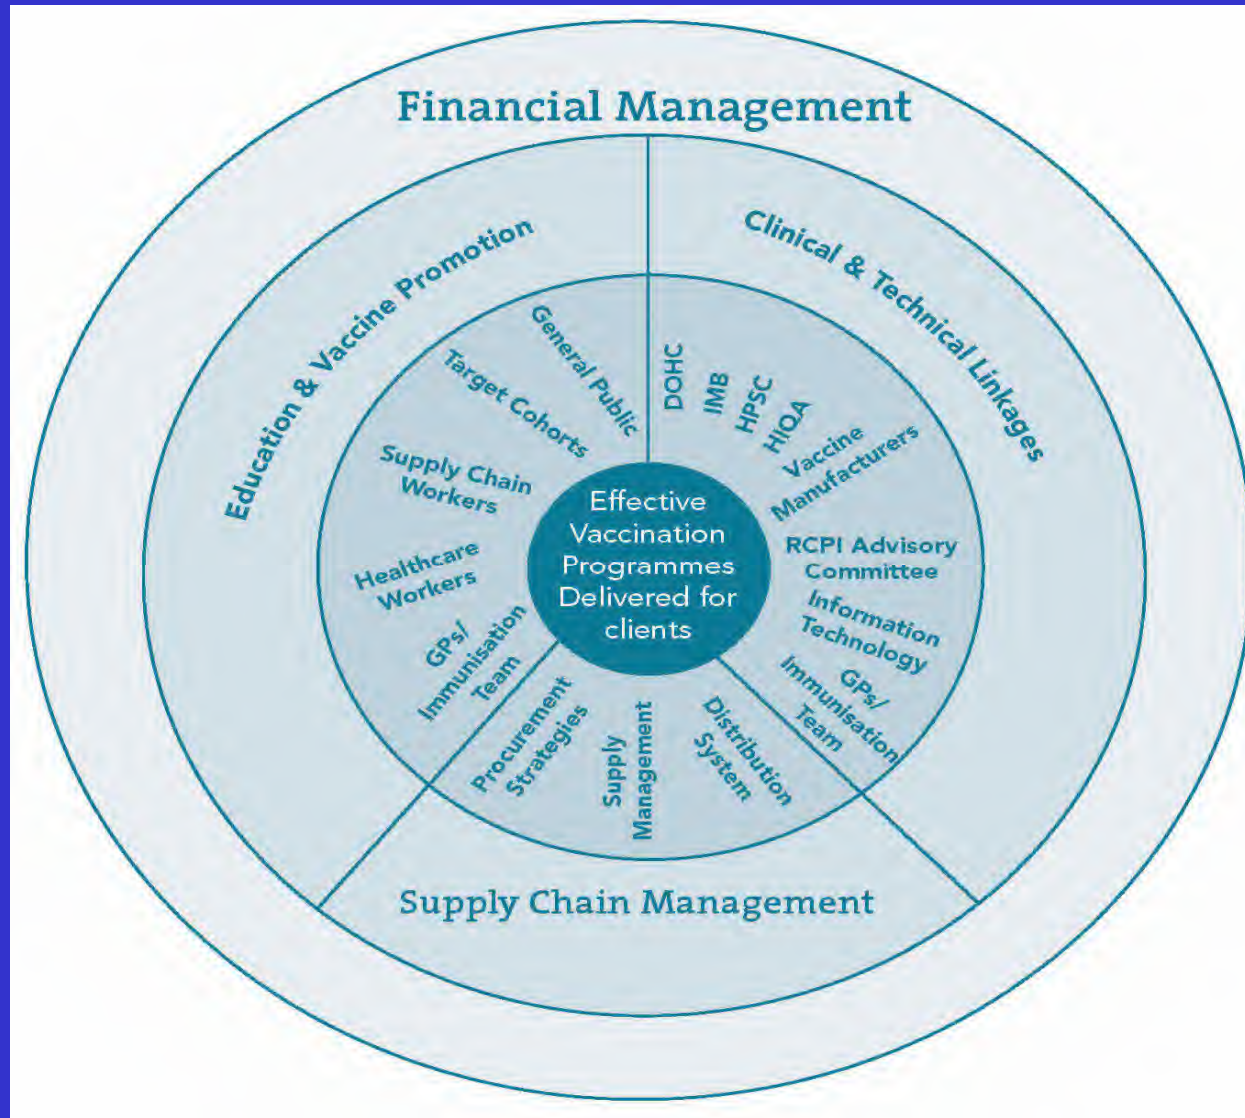 Financial Management
Education & Vaccine Promotion
Clinical & Technical Linkages
General Public
Target Cohorts
Supply Chain
Workers
Healthcare
Workers
GPs/
Immunisation
Team
DOHC
IMB
HPSC
HIQA
Vaccine
Manufacturers
RCPI Advisory
Committee
Information
Technology
GPs/
Immunisation
Team
Effective
Vaccination
Programmes
Delivered for
clients
Procurement
Strategies
Supply
Management
Distribution
System
Supply Chain Management